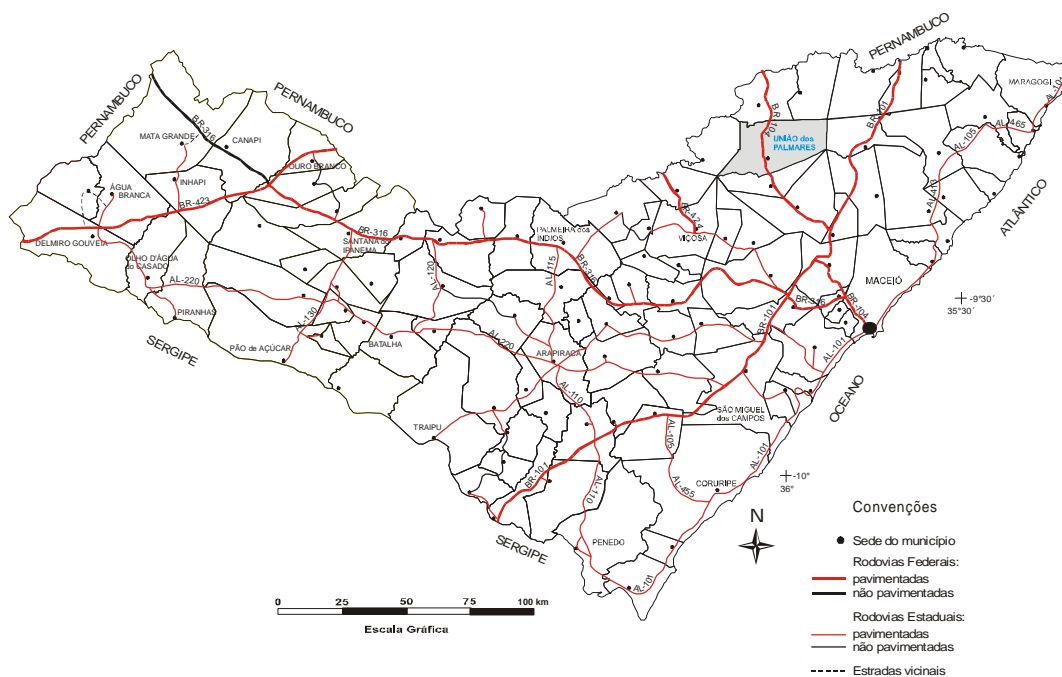 PERNAMBUCO
MARAGOGI
AL-101
AL-465
AL-105
BR-101
BR-104
UNIÃO dos
PALMARES
PERNAMBUCO
PERNAMBUCO
BR-316
MATA GRANDE
CANAPI
OURO BRANCO
INHAPI
ÁGUA
BRANCA
BR-423
DELMIRO GOUVEIA
OLHO D'ÁGUA
do CASADO
AL-220
PIRANHAS
SERGIPE
BR-316
SANTANA do
IPANEMA
AL-120
AL-130
PÃO de AÇÚCAR
BATALHA
PALMEIRA dos
ÍNDIOS
AL-115
BR-316
VIÇOSA
AL-413
ATLÂNTICO
MACEIÓ
BR-316
BR-104
BR-101
AL-101
-9°30´
35°30´
OCEANO
AL-220
ARAPIRACA
AL-110
TRAIPU
SÃO MIGUEL
dos CAMPOS
AL-105
AL-455
AL-101
CORURIPE
-10°
36°
BR-101
AL-110
PENEDO
SERGIPE
AL-101
N
0 25 50 75 100 km
Escala Gráfica
Convenções
Sede do município
Rodovias Federais:
pavimentadas
não pavimentadas
Rodovias Estaduais:
pavimentadas
não pavimentadas
Estradas vicinais